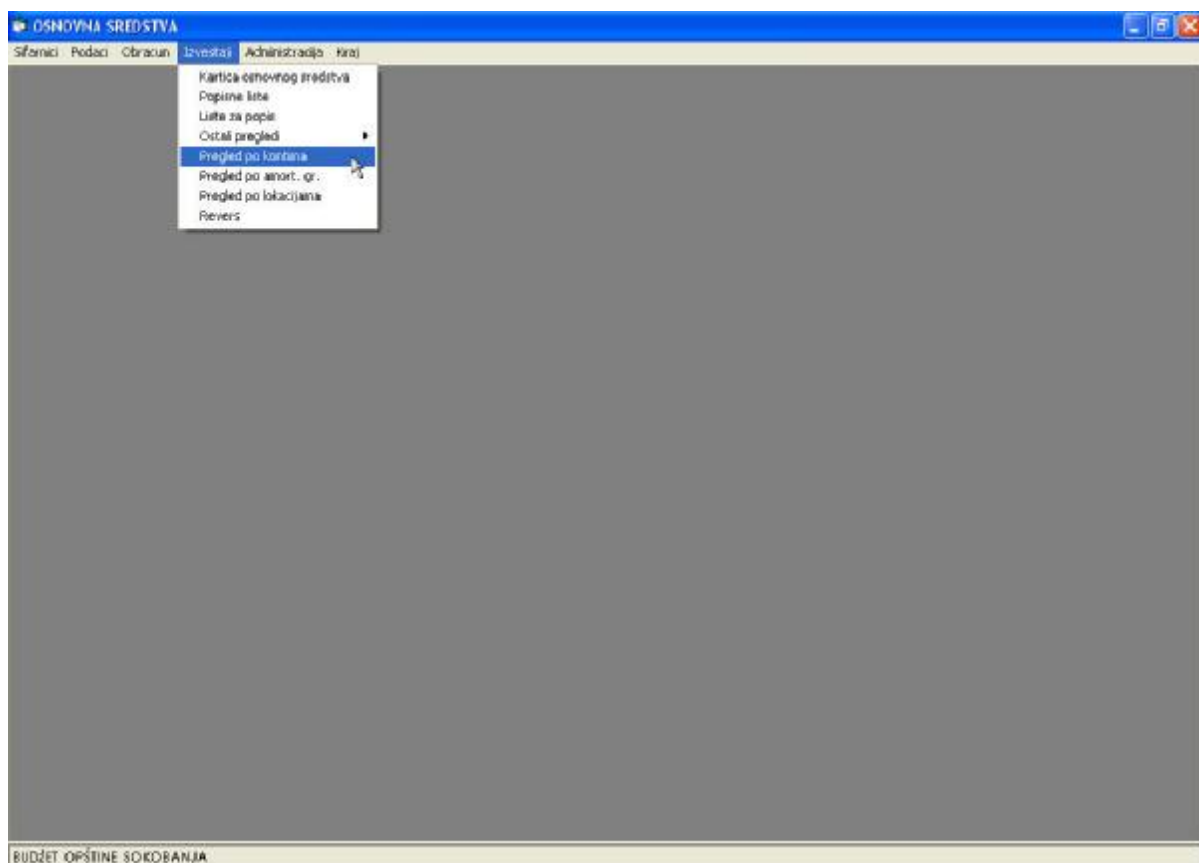 OSNOVNA SREDSTVA
Sifarnici Podaci Obracun Izvestaji Administracija Kraj
Kartica osnovnog sredstva
Popisne liste
Liste za popis
Ostali pregledi
Pregled po kontima
Pregled po amort. gr.
Pregled po lokacijama
Revers
BUDŽET OPŠTINE SOKOBANJA